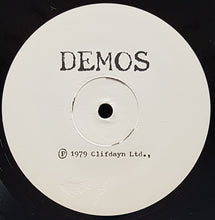 DEMOS
Ⓟ 1979 Clifdayn Ltd.,